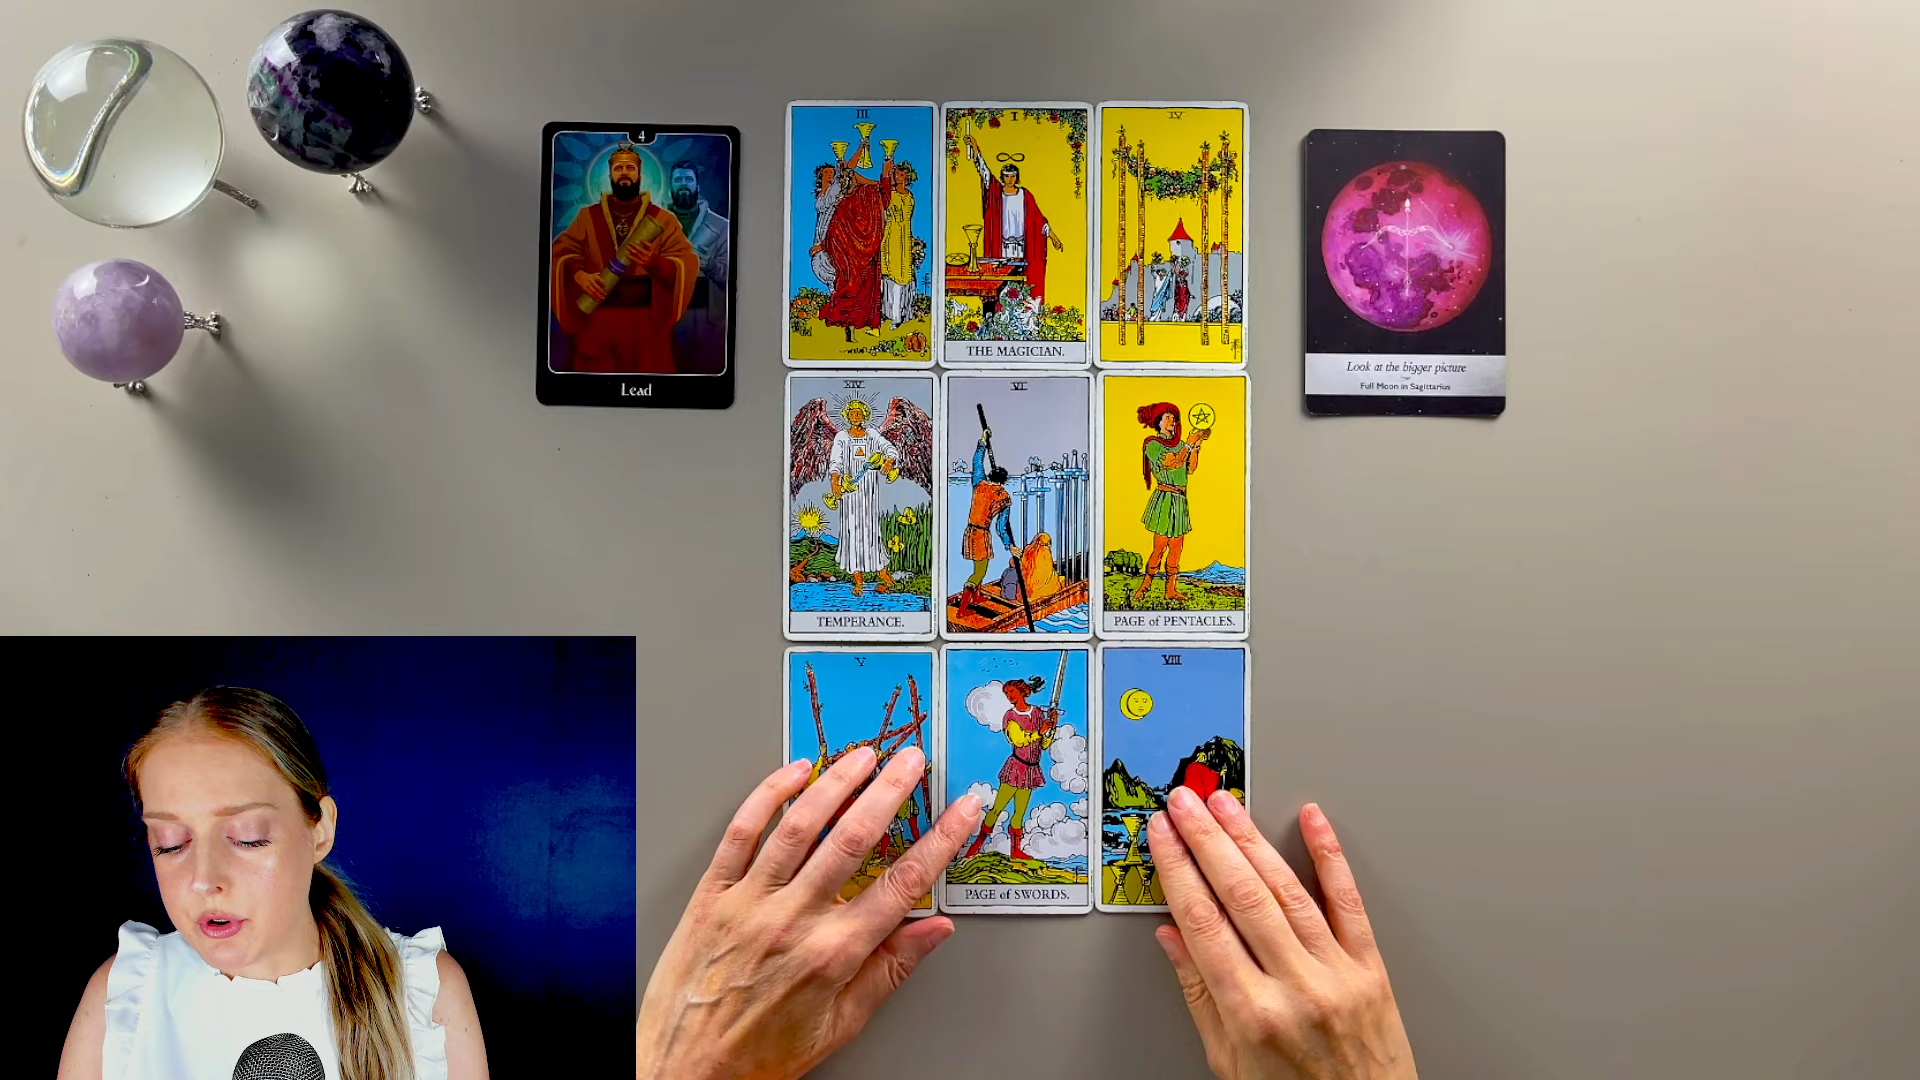 4
Lead
III
I
THE MAGICIAN.
IV
Look at the bigger picture
Full Moon in Sagittarius
XIV
TEMPERANCE.
VI
PAGE of PENTACLES.
V
PAGE of SWORDS.
VIII